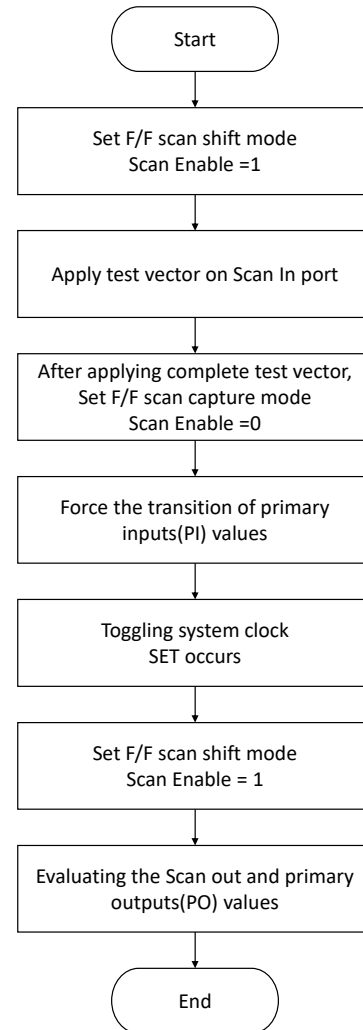 Start
Set F/F scan shift mode
Scan Enable =1
Apply test vector on Scan In port
After applying complete test vector,
Set F/F scan capture mode
Scan Enable =0
Force the transition of primary
inputs(PI) values
Toggling system clock
SET occurs
Set F/F scan shift mode
Scan Enable = 1
Evaluating the Scan out and primary
outputs(PO) values
End